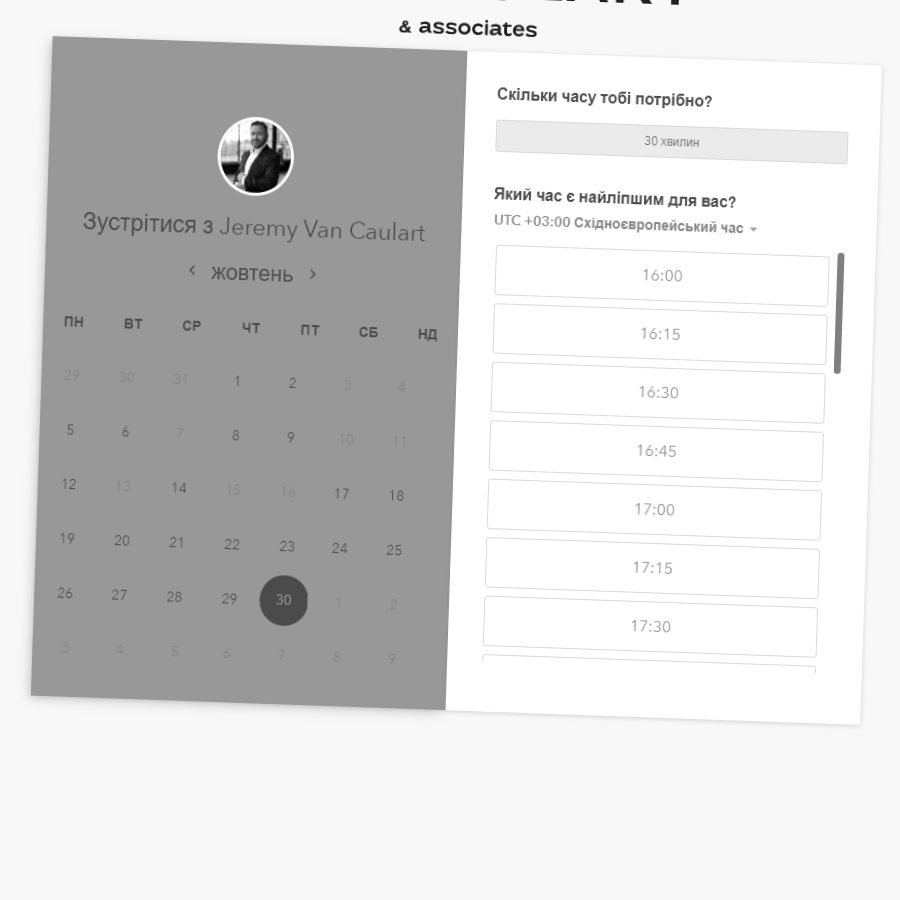 & associates
Зустрітися з Jeremy Van Caulart
жовтень
ПН ВТ СР ЧТ ПТ СБ НД
29 30 31 1 2 3 4
5 6 7 8 9 10 11
12 13 14 15 16 17 18
19 20 21 22 23 24 25
26 27 28 29 30 1 2
3 4 5 6 7 8 9
Скільки часу тобі потрібно?
30 хвилин
Який час є найліпшим для вас?
UTC +03:00 Східноєвропейський час
16:00
16:15
16:30
16:45
17:00
17:15
17:30